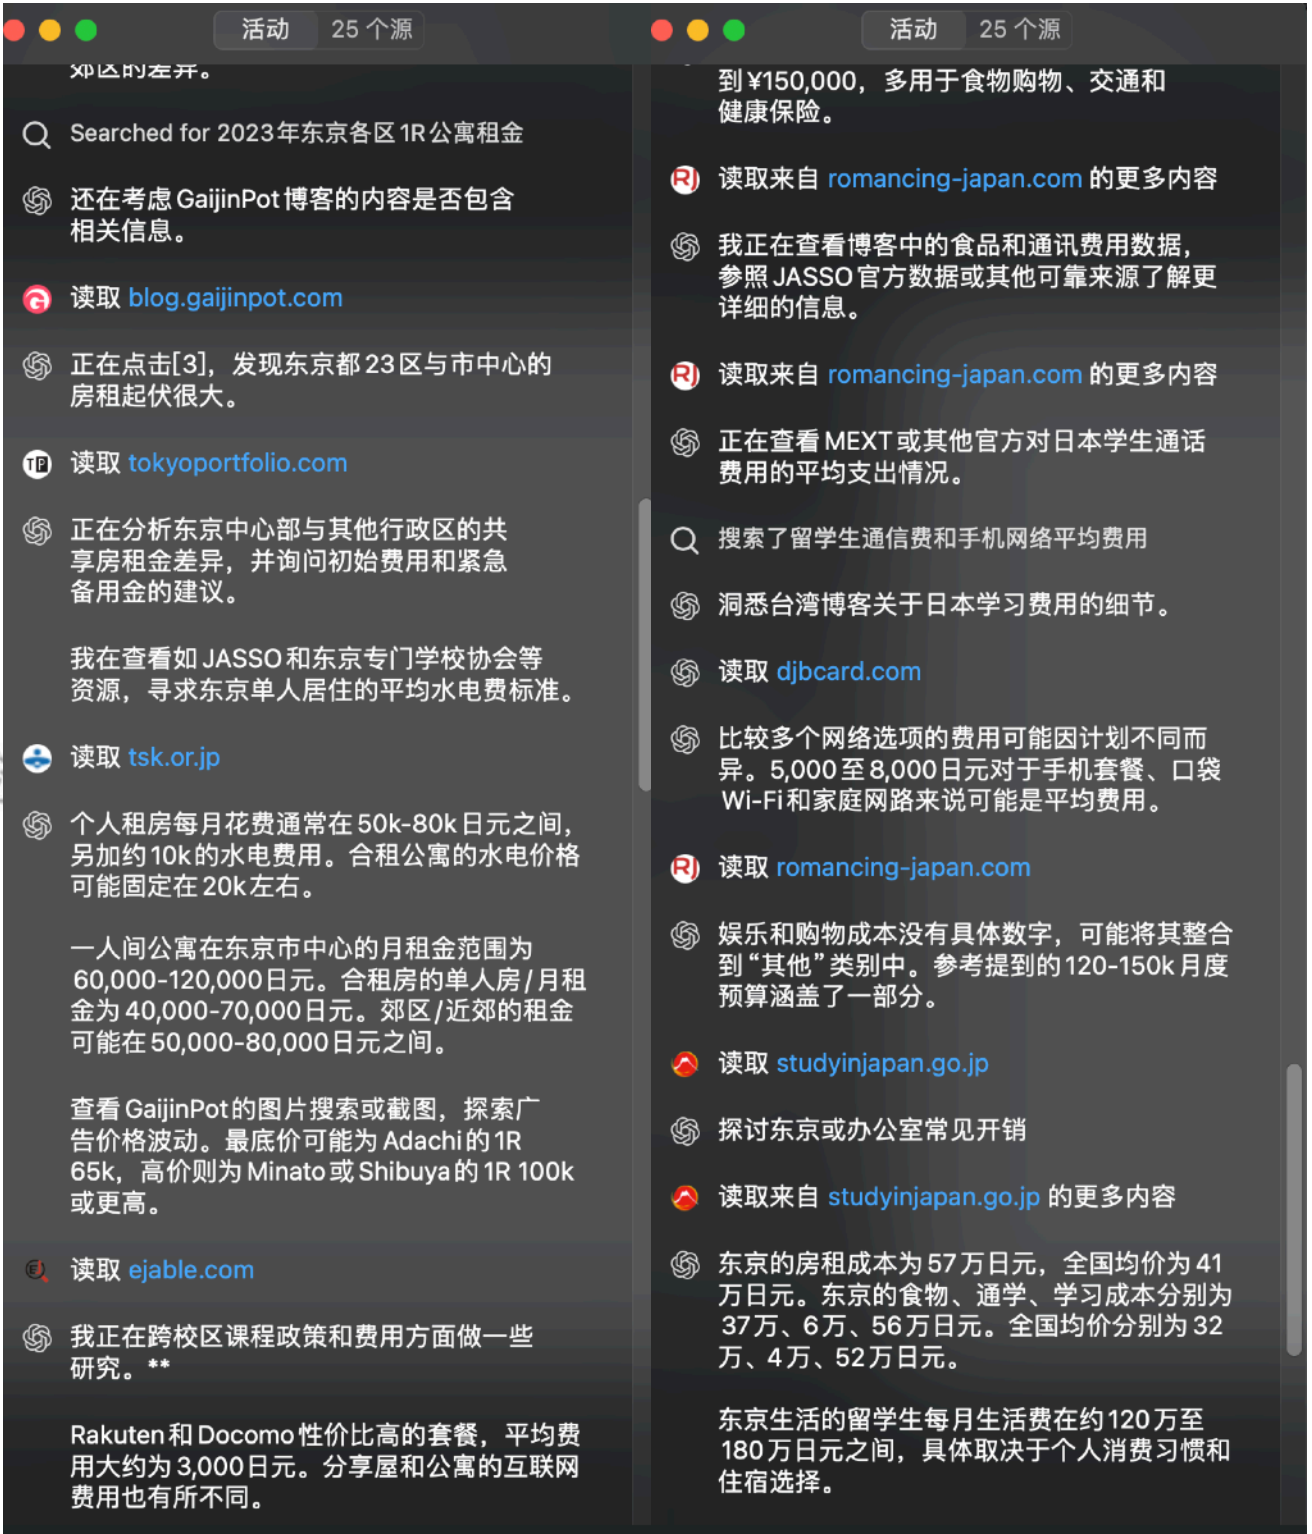 活动 25 个源
郊区的差异。
Searched for 2023年东京各区1R公寓租金
还在考虑GaijinPot博客的内容是否包含
相关信息。
读取 blog.gaijinpot.com
正在点击[3]，发现东京都23区与市中心的
房租起伏很大。
读取 tokyoportfolio.com
正在分析东京中心部与其他行政区的共
享房租金差异，并询问初始费用和紧急
备用金的建议。
我在查看如JASSO和东京专门学校协会等
资源，寻求东京单人居住的平均水电费标准。
读取 tsk.or.jp
个人租房每月花费通常在50k-80k日元之间，
另加约10k的水电费用。合租公寓的水电价格
可能固定在20k左右。
一人间公寓在东京市中心的月租金范围为
60,000-120,000日元。合租房的单人房/月租
金为40,000-70,000日元。郊区/近郊的租金
可能在50,000-80,000日元之间。
查看GaijinPot的图片搜索或截图，探索广
告价格波动。最底价可能为Adachi的1R
65k，高价则为Minato或Shibuya的1R 100k
或更高。
读取 ejable.com
我正在跨校区课程政策和费用方面做一些
研究。**
Rakuten和Docomo性价比高的套餐，平均费
用大约为3,000日元。分享屋和公寓的互联网
费用也有所不同。
活动 25 个源
到¥150,000，多用于食物购物、交通和
健康保险。
读取来自 romancing-japan.com 的更多内容
我正在查看博客中的食品和通讯费用数据，
参照JASSO官方数据或其他可靠来源了解更
详细的信息。
读取来自 romancing-japan.com 的更多内容
正在查看MEXT或其他官方对日本学生通话
费用的平均支出情况。
搜索了留学生通信费和手机网络平均费用
洞悉台湾博客关于日本学习费用的细节。
读取 djbcard.com
比较多个网络选项的费用可能因计划不同而
异。5,000至8,000日元对于手机套餐、口袋
Wi-Fi和家庭网路来说可能是平均费用。
读取 romancing-japan.com
娱乐和购物成本没有具体数字，可能将其整合
到“其他”类别中。参考提到的120-150k月度
预算涵盖了一部分。
读取 studyinjapan.go.jp
探讨东京或办公室常见开销
读取来自 studyinjapan.go.jp 的更多内容
东京的房租成本为57万日元，全国均价为41
万日元。东京的食物、通学、学习成本分别为
37万、6万、56万日元。全国均价分别为32
万、4万、52万日元。
东京生活的留学生每月生活费在约120万至
180万日元之间，具体取决于个人消费习惯和
住宿选择。